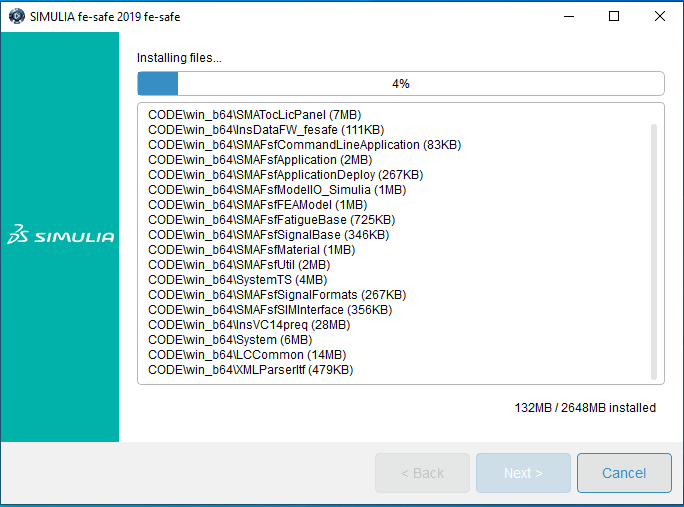 SIMULIA fe-safe 2019 fe-safe
Installing files...
4%
CODE\win_b64\SMATocLicPanel (7MB)
CODE\win_b64\InsDataFW_fesafe (111KB)
CODE\win_b64\SMAFsfCommandLineApplication (83KB)
CODE\win_b64\SMAFsfApplication (2MB)
CODE\win_b64\SMAFsfApplicationDeploy (267KB)
CODE\win_b64\SMAFsfModelIO_Simulia (1MB)
CODE\win_b64\SMAFsfFEAModel (1MB)
CODE\win_b64\SMAFsfFatigueBase (725KB)
CODE\win_b64\SMAFsfSignalBase (346KB)
CODE\win_b64\SMAFsfMaterial (1MB)
CODE\win_b64\SMAFsfUtil (2MB)
CODE\win_b64\SystemTS (4MB)
CODE\win_b64\SMAFsfSignalFormats (267KB)
CODE\win_b64\SMAFsfSIMInterface (356KB)
CODE\win_b64\InsVC14preq (28MB)
CODE\win_b64\System (6MB)
CODE\win_b64\LCCommon (14MB)
CODE\win_b64\XMLParserItf (479KB)
SIMULIA
132MB / 2648MB installed
< Back
Next >
Cancel